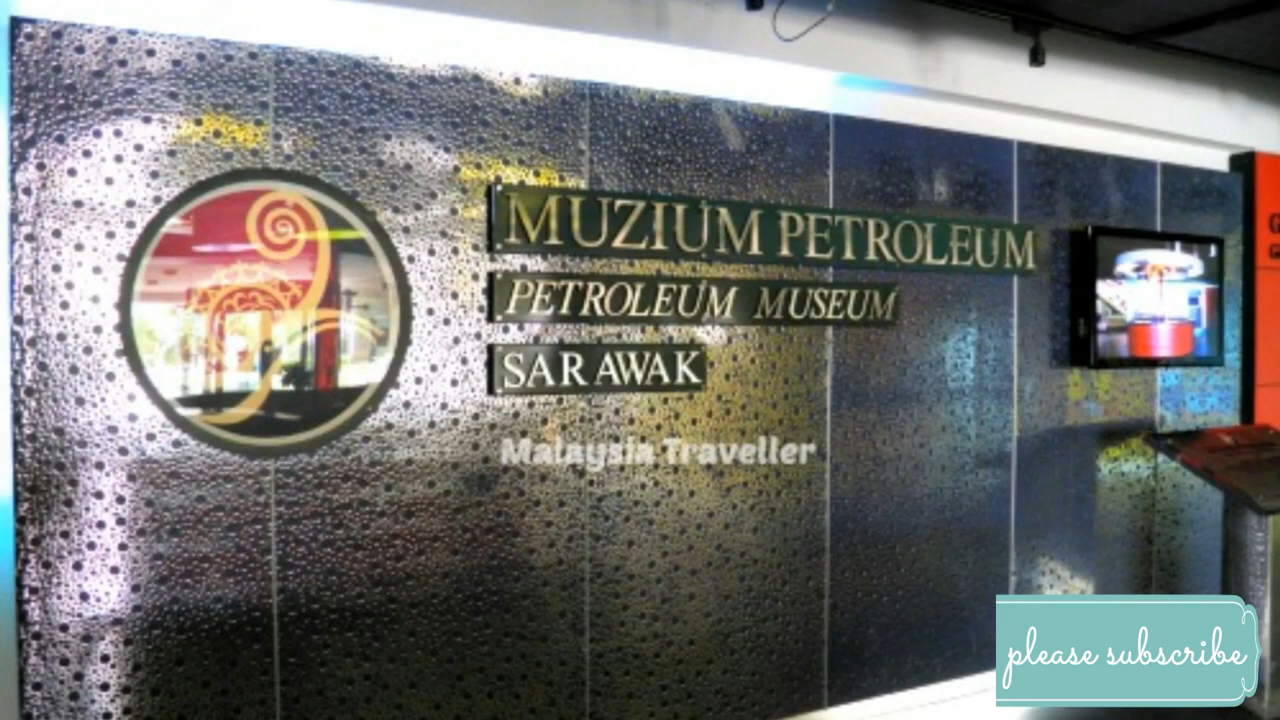 MUZIUM PETROLEUM
PETROLEUM MUSEUM
SARAWAK
Malaysia Traveller
please subscribe